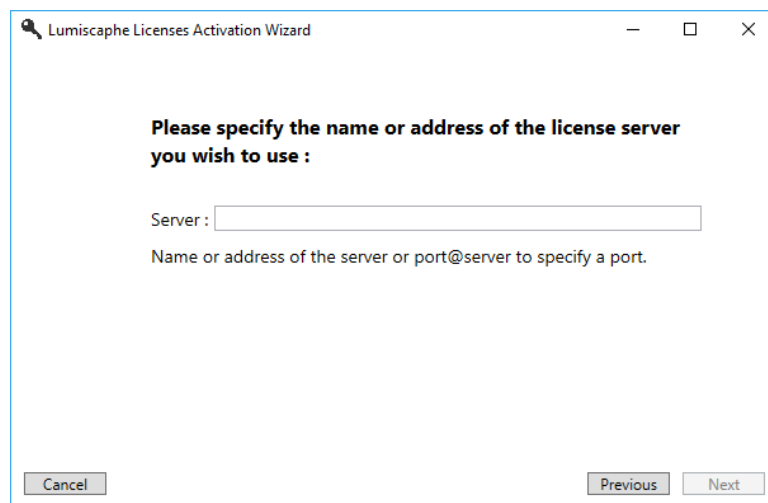 Lumiscaphe Licenses Activation Wizard
Please specify the name or address of the license server
you wish to use :
Server :
Name or address of the server or port@server to specify a port.
Cancel
Previous
Next